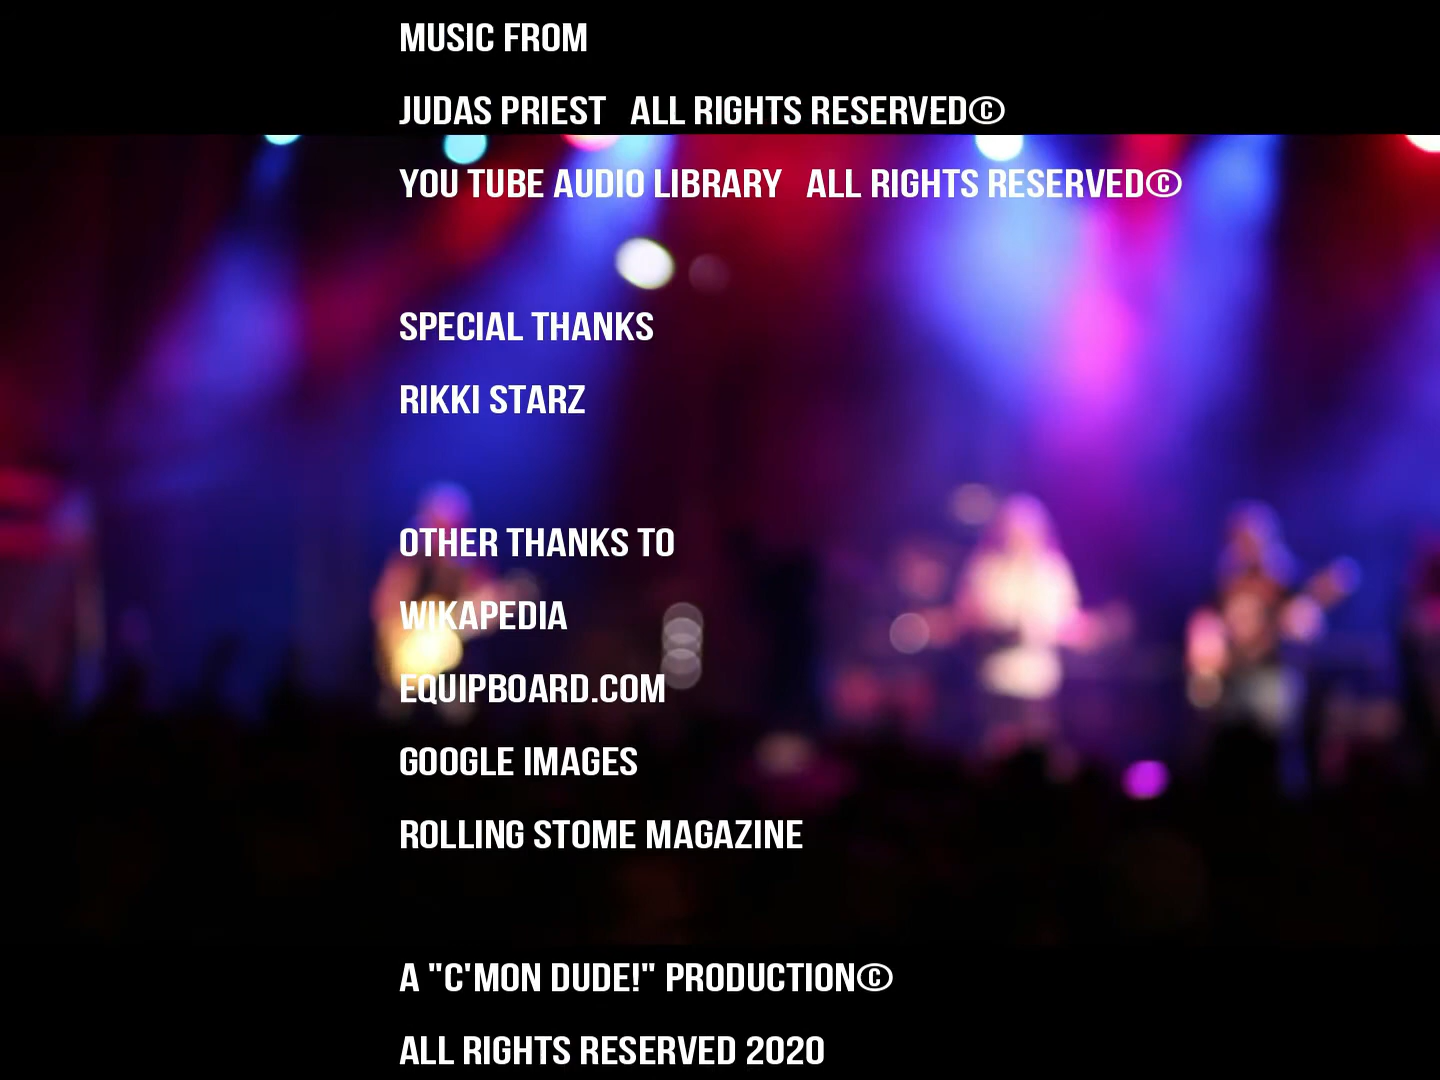 MUSIC FROM
JUDAS PRIEST ALL RIGHTS RESERVED©
YOU TUBE AUDIO LIBRARY ALL RIGHTS RESERVED©
SPECIAL THANKS
RIKKI STARZ
OTHER THANKS TO
WIKAPEDIA
EQUIPBOARD.COM
GOOGLE IMAGES
ROLLING STOME MAGAZINE
A "C'MON DUDE!" PRODUCTION©
ALL RIGHTS RESERVED 2020